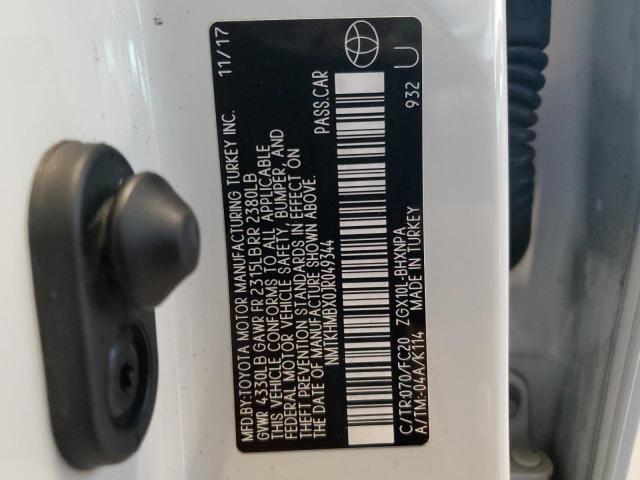 MFD.BY:TOYOTA MOTOR MANUFACTURING TURKEY INC. 11/17
GVWR 4330LB GAWR FR 2315LB RR 2380LB
THIS VEHICLE CONFORMS TO ALL APPLICABLE
FEDERAL MOTOR VEHICLE SAFETY, BUMPER, AND
THEFT PREVENTION STANDARDS IN EFFECT ON
THE DATE OF MANUFACTURE SHOWN ABOVE.
NMTKHMBX0JR049344 PASS.CAR
C/TR:070/FC20 ZGX10L-BHXNPA 932 U
A/TM:-04A/K114 MADE IN TURKEY